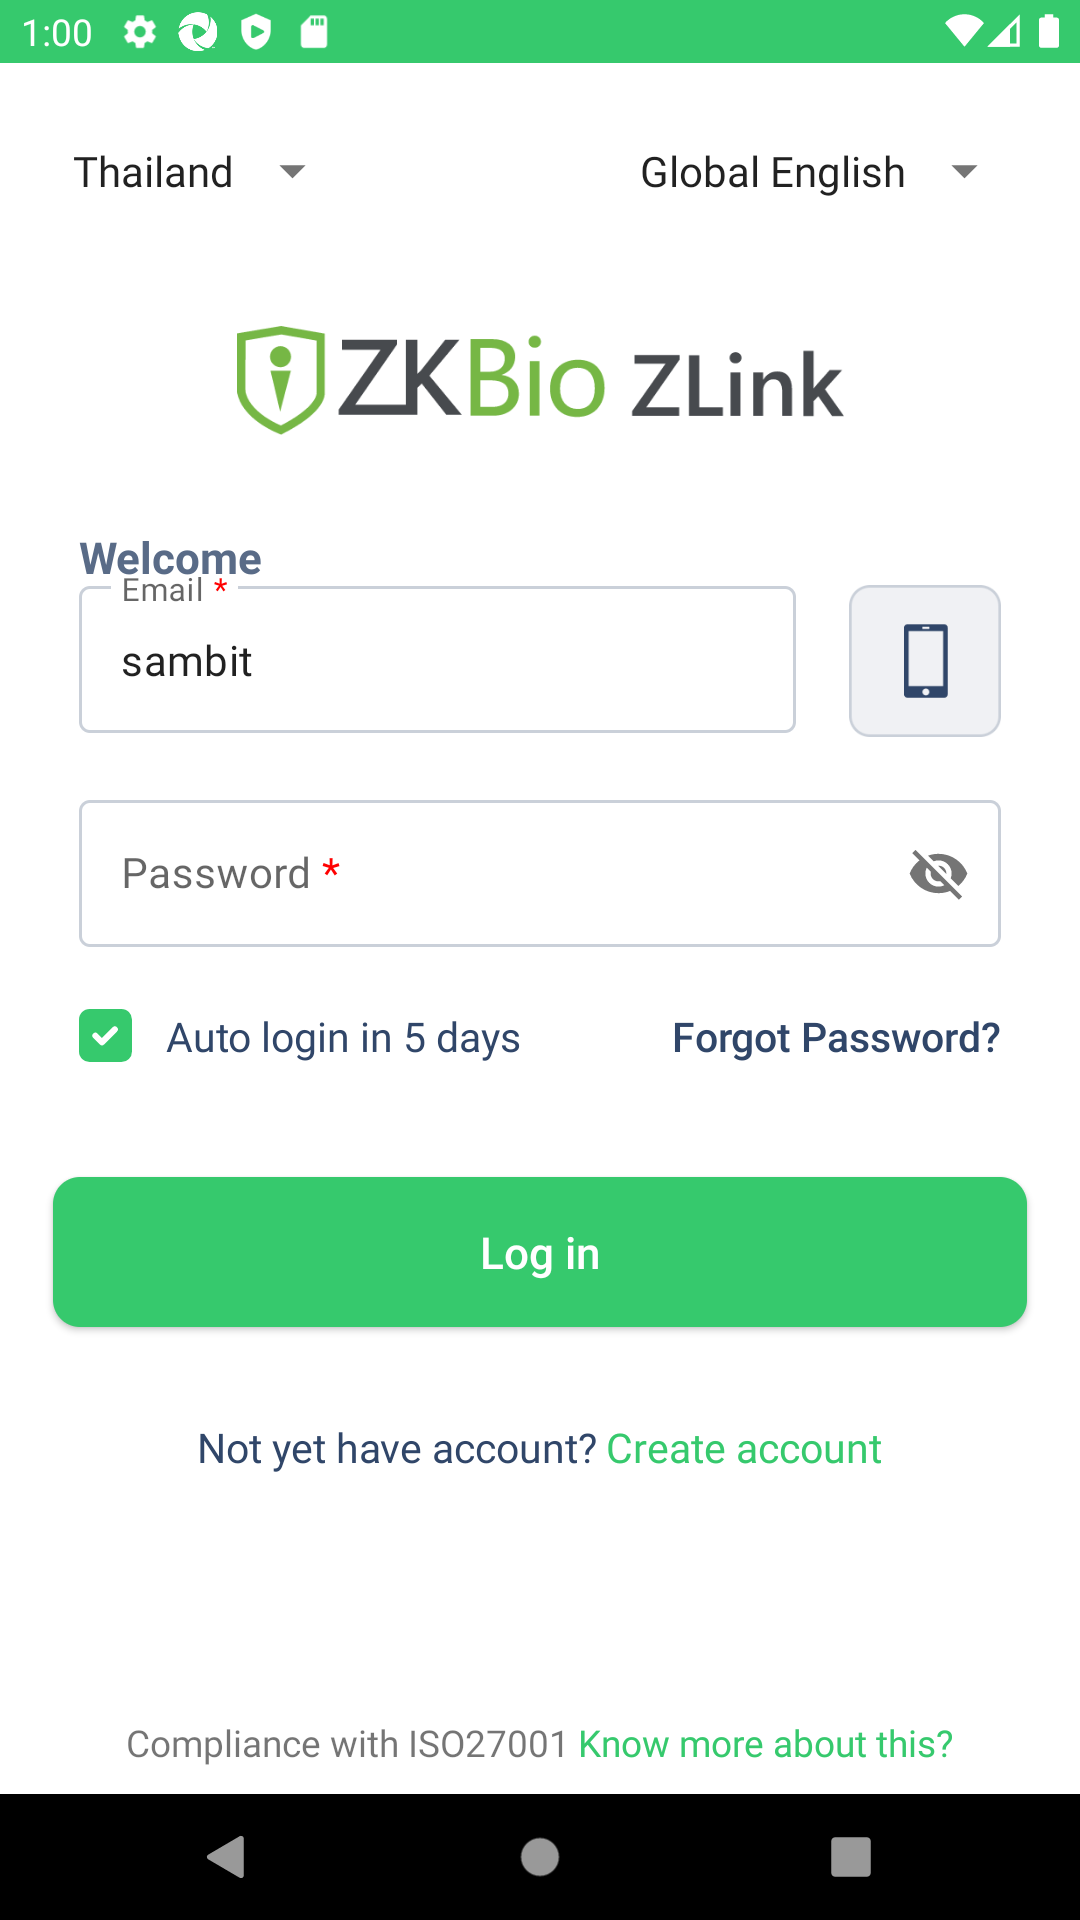 1:00
Thailand
Global English
ZKBio ZLink
Welcome
Email *
sambit
Password *
Auto login in 5 days
Forgot Password?
Log in
Not yet have account? Create account
Compliance with ISO27001 Know more about this?